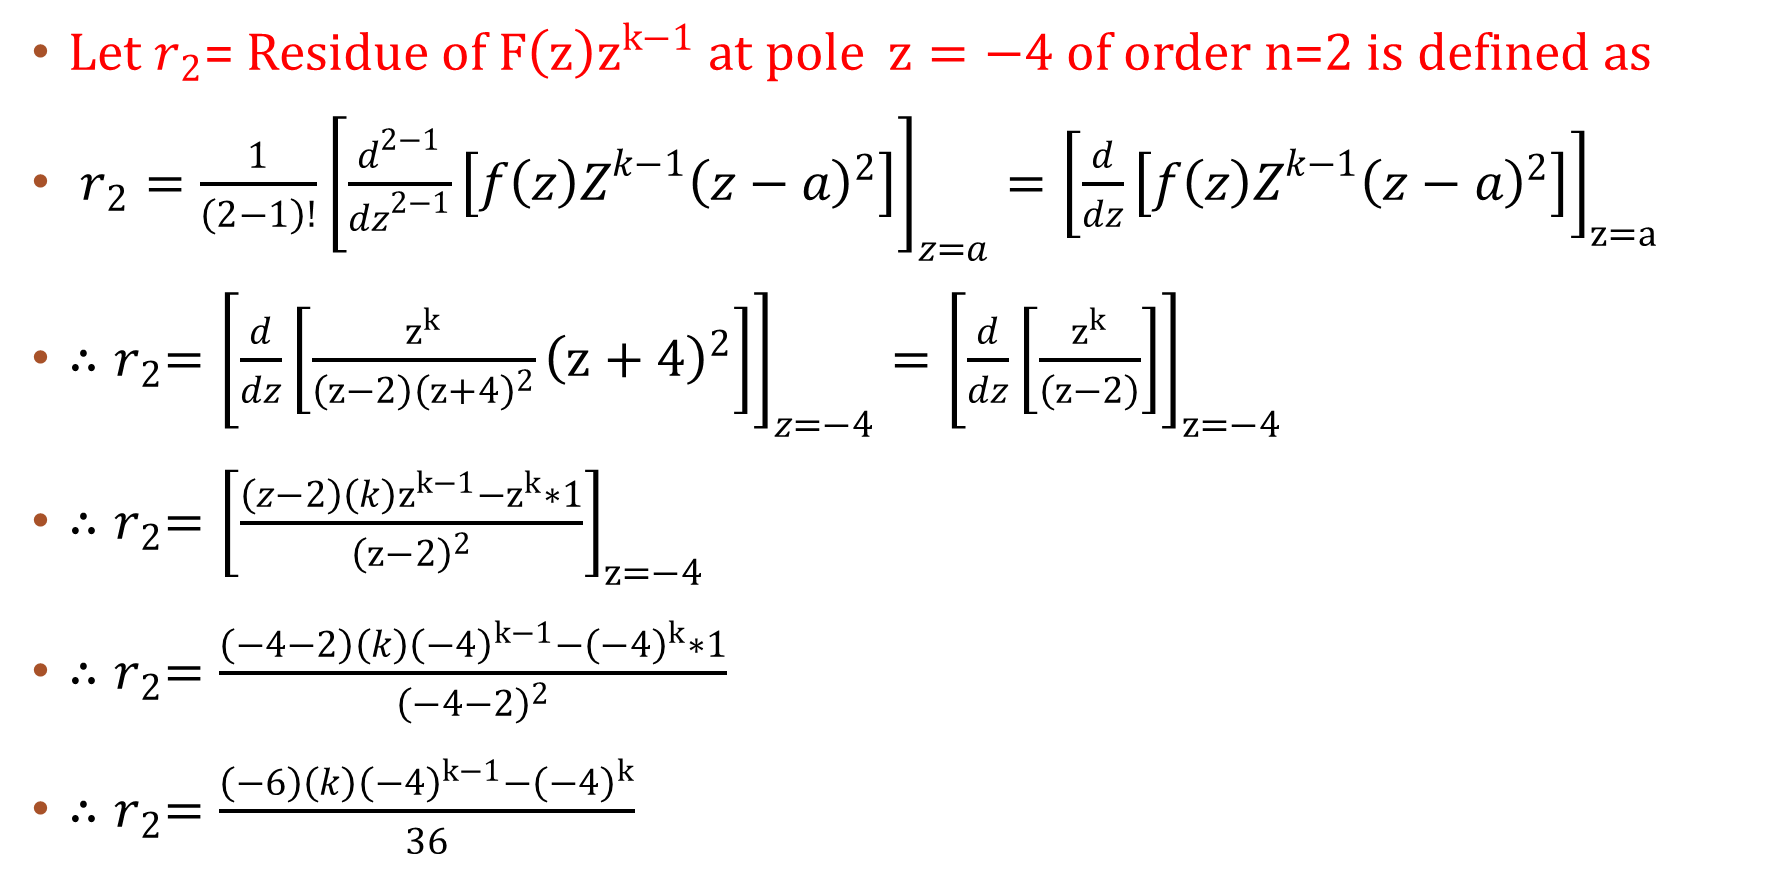 • Let r₂= Residue of F(z)z^(k−1) at pole z = −4 of order n=2 is defined as
• r₂ = 1/(2−1)! [d^(2−1)/dz^(2−1) [f(z)Z^(k−1)(z − a)²]]_(z=a) = [d/dz [f(z)Z^(k−1)(z − a)²]]_(z=a)
• ∴ r₂= [d/dz [z^k/((z−2)(z+4)²) (z + 4)²]]_(z=−4) = [d/dz [z^k/(z−2)]]_(z=−4)
• ∴ r₂= [((z−2)(k)z^(k−1)−z^k∗1)/(z−2)²]_(z=−4)
• ∴ r₂= ((−4−2)(k)(−4)^(k−1)−(−4)^k∗1)/(−4−2)²
• ∴ r₂= ((−6)(k)(−4)^(k−1)−(−4)^k)/36